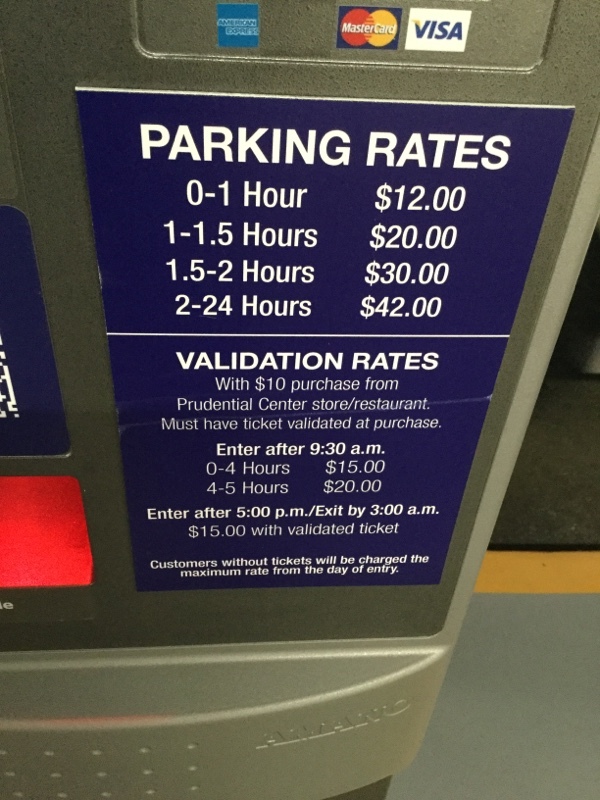 AMERICAN
EXPRESS
MasterCard
VISA
PARKING RATES
0-1 Hour $12.00
1-1.5 Hours $20.00
1.5-2 Hours $30.00
2-24 Hours $42.00
VALIDATION RATES
With $10 purchase from
Prudential Center store/restaurant.
Must have ticket validated at purchase.
Enter after 9:30 a.m.
0-4 Hours $15.00
4-5 Hours $20.00
Enter after 5:00 p.m./Exit by 3:00 a.m.
$15.00 with validated ticket
Customers without tickets will be charged the
maximum rate from the day of entry.
AMANO